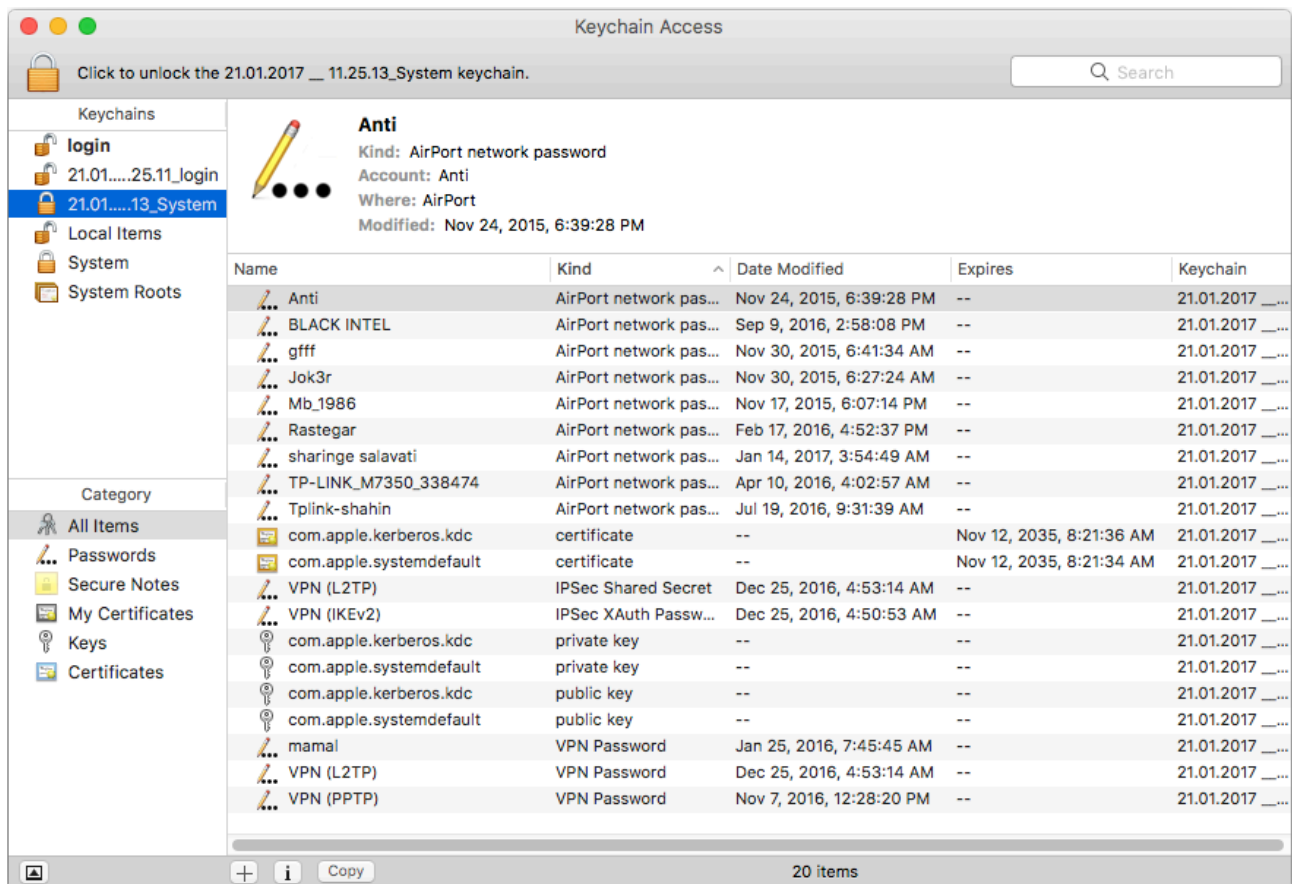 Keychain Access
Click to unlock the 21.01.2017 __ 11.25.13_System keychain.
Search
Keychains
login
21.01.....25.11_login
21.01.....13_System
Local Items
System
System Roots
Anti
Kind: AirPort network password
Account: Anti
Where: AirPort
Modified: Nov 24, 2015, 6:39:28 PM
Name Kind Date Modified Expires Keychain
Anti AirPort network pas... Nov 24, 2015, 6:39:28 PM -- 21.01.2017 __...
BLACK INTEL AirPort network pas... Sep 9, 2016, 2:58:08 PM -- 21.01.2017 __...
gfff AirPort network pas... Nov 30, 2015, 6:41:34 AM -- 21.01.2017 __...
Jok3r AirPort network pas... Nov 30, 2015, 6:27:24 AM -- 21.01.2017 __...
Mb_1986 AirPort network pas... Nov 17, 2015, 6:07:14 PM -- 21.01.2017 __...
Rastegar AirPort network pas... Feb 17, 2016, 4:52:37 PM -- 21.01.2017 __...
sharinge salavati AirPort network pas... Jan 14, 2017, 3:54:49 AM -- 21.01.2017 __...
TP-LINK_M7350_338474 AirPort network pas... Apr 10, 2016, 4:02:57 AM -- 21.01.2017 __...
Tplink-shahin AirPort network pas... Jul 19, 2016, 9:31:39 AM -- 21.01.2017 __...
com.apple.kerberos.kdc certificate -- Nov 12, 2035, 8:21:36 AM 21.01.2017 __...
com.apple.systemdefault certificate -- Nov 12, 2035, 8:21:34 AM 21.01.2017 __...
VPN (L2TP) IPSec Shared Secret Dec 25, 2016, 4:53:14 AM -- 21.01.2017 __...
VPN (IKEv2) IPSec XAuth Passw... Dec 25, 2016, 4:50:53 AM -- 21.01.2017 __...
com.apple.kerberos.kdc private key -- -- 21.01.2017 __...
com.apple.systemdefault private key -- -- 21.01.2017 __...
com.apple.kerberos.kdc public key -- -- 21.01.2017 __...
com.apple.systemdefault public key -- -- 21.01.2017 __...
mamal VPN Password Jan 25, 2016, 7:45:45 AM -- 21.01.2017 __...
VPN (L2TP) VPN Password Dec 25, 2016, 4:53:14 AM -- 21.01.2017 __...
VPN (PPTP) VPN Password Nov 7, 2016, 12:28:20 PM -- 21.01.2017 __...
Category
All Items
Passwords
Secure Notes
My Certificates
Keys
Certificates
Copy
20 items